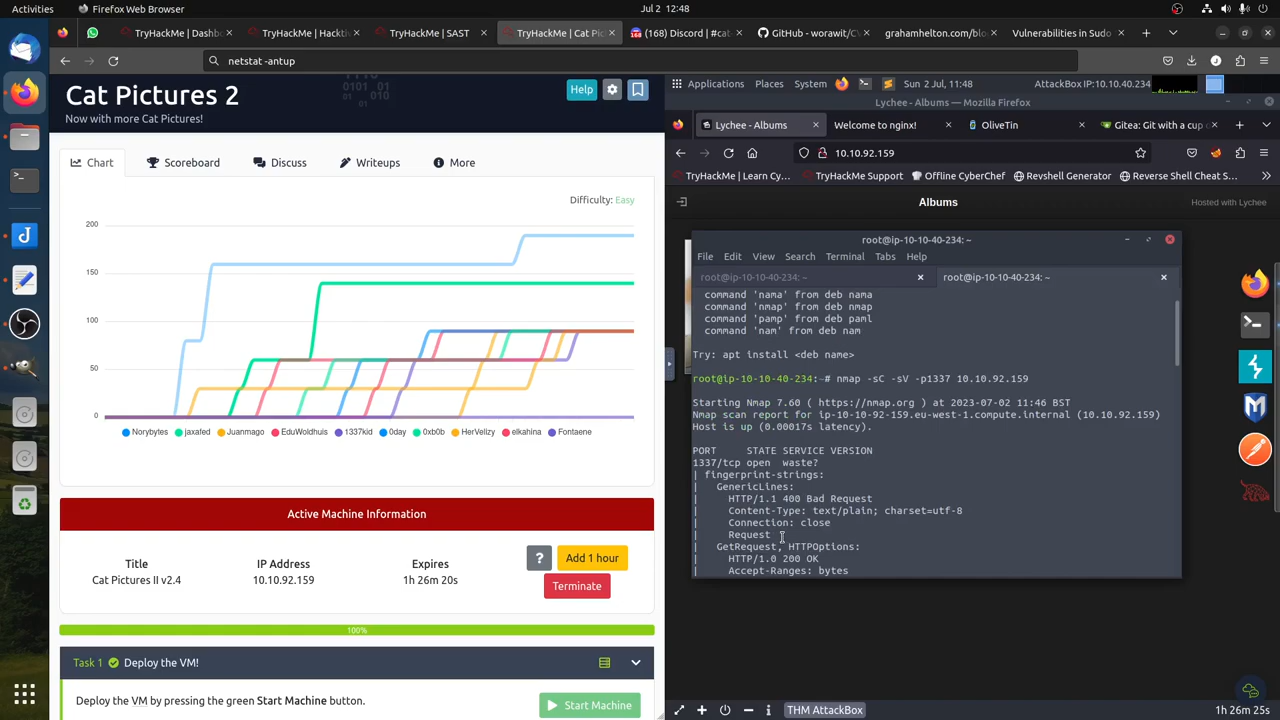 Activities
Firefox Web Browser
Jul 2 12:48
TryHackMe | Dashb
TryHackMe | Hacktiv
TryHackMe | SAST
TryHackMe | Cat Pic
(168) Discord | #cat
GitHub - worawit/CV
grahamhelton.com/blo
Vulnerabilities in Sudo
netstat -antup
Cat Pictures 2
Now with more Cat Pictures!
Help
Chart
Scoreboard
Discuss
Writeups
More
Difficulty: Easy
200
150
100
50
0
Norybytes
jaxafed
Juanmago
EduWoldhuis
1337kid
0day
0xb0b
HerVelizy
elkahina
Fontaene
Active Machine Information
Title
IP Address
Expires
Cat Pictures II v2.4
10.10.92.159
1h 26m 20s
?
Add 1 hour
Terminate
100%
Task 1
Deploy the VM!
Deploy the VM by pressing the green Start Machine button.
Start Machine
Applications
Places
System
Sun 2 Jul, 11:48
AttackBox IP:10.10.40.234
Lychee - Albums — Mozilla Firefox
Lychee - Albums
Welcome to nginx!
OliveTin
Gitea: Git with a cup o
10.10.92.159
TryHackMe | Learn Cy...
TryHackMe Support
Offline CyberChef
Revshell Generator
Reverse Shell Cheat S...
Albums
Hosted with Lychee
root@ip-10-10-40-234: ~
File Edit View Search Terminal Tabs Help
root@ip-10-10-40-234: ~
root@ip-10-10-40-234: ~
command 'nama' from deb nama
command 'nmap' from deb nmap
command 'pamp' from deb paml
command 'nam' from deb nam
Try: apt install <deb name>
root@ip-10-10-40-234:~# nmap -sC -sV -p1337 10.10.92.159
Starting Nmap 7.60 ( https://nmap.org ) at 2023-07-02 11:46 BST
Nmap scan report for ip-10-10-92-159.eu-west-1.compute.internal (10.10.92.159)
Host is up (0.00017s latency).
PORT     STATE SERVICE VERSION
1337/tcp open  waste?
| fingerprint-strings:
|   GenericLines:
|     HTTP/1.1 400 Bad Request
|     Content-Type: text/plain; charset=utf-8
|     Connection: close
|     Request
|   GetRequest, HTTPOptions:
|     HTTP/1.0 200 OK
|     Accept-Ranges: bytes
THM AttackBox
1h 26m 20s